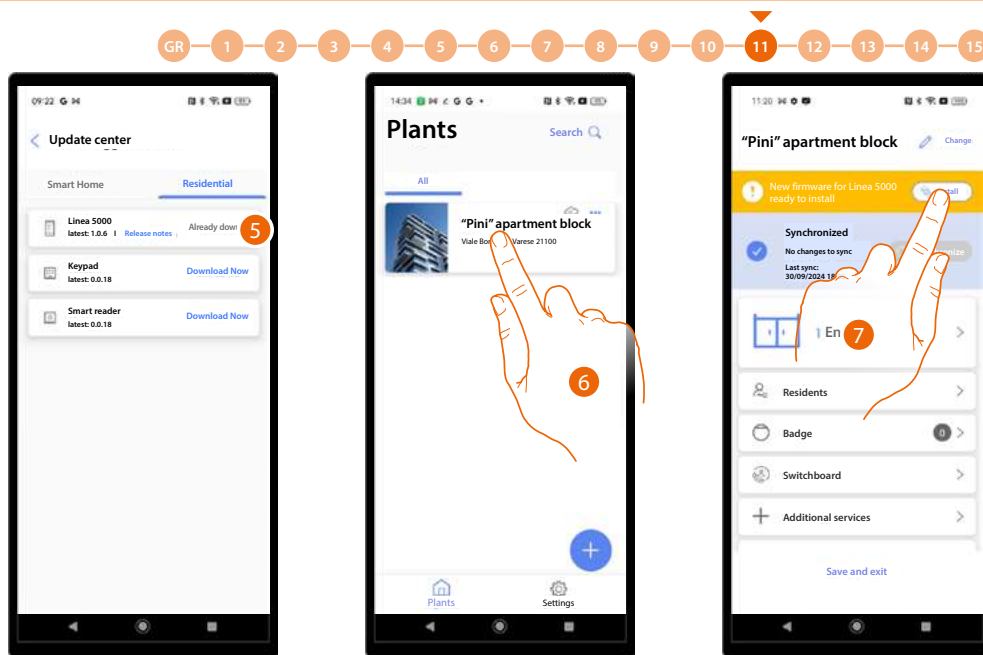 GR 1 2 3 4 5 6 7 8 9 10 11 12 13 14 15
09:22
Update center
Smart Home Residential
Linea 5000
latest: 1.0.6 I Release notes
Already dow
5
Keypad
latest: 0.0.18
Download Now
Smart reader
latest: 0.0.18
Download Now
14:34
Plants
Search
All
"Pini" apartment block
Viale Bo Varese 21100
6
Plants
Settings
11:20
"Pini" apartment block
Change
New firmware for Linea 5000
ready to install
tall
Synchronized
No changes to sync
Last sync:
30/09/2024 18
nize
1 En
7
Residents
Badge
0
Switchboard
Additional services
Save and exit